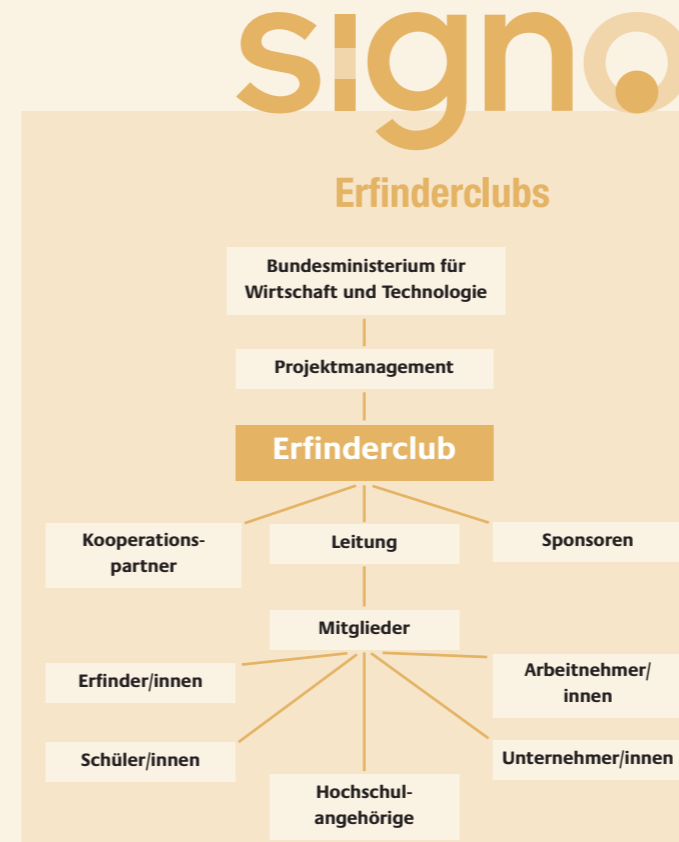 signo
Erfinderclubs
Bundesministerium für
Wirtschaft und Technologie
Projektmanagement
Erfinderclub
Kooperations-
partner
Leitung
Sponsoren
Mitglieder
Erfinder/innen
Arbeitnehmer/
innen
Schüler/innen
Unternehmer/innen
Hochschul-
angehörige